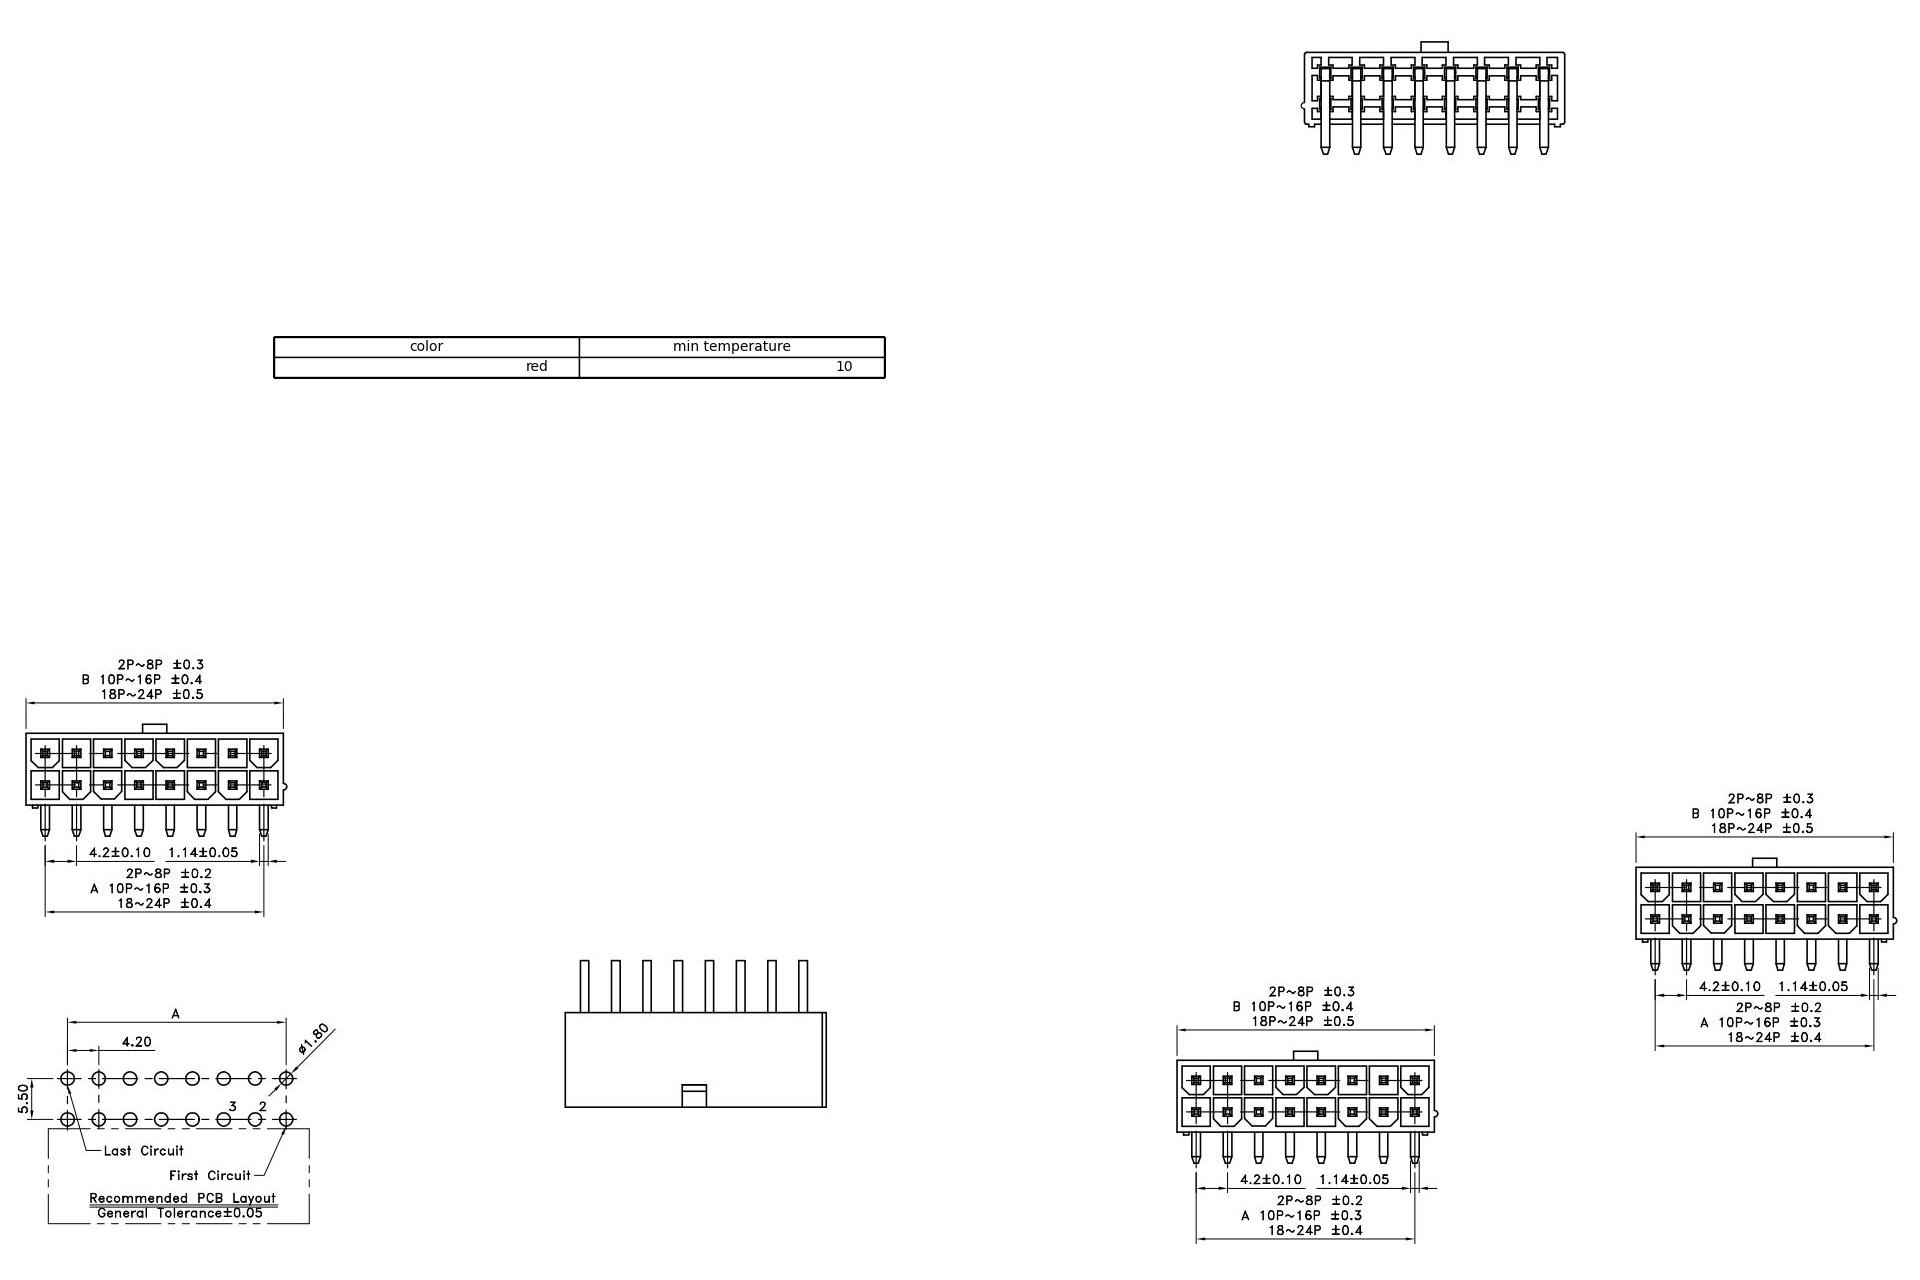 color min temperature
red 10
2P~8P ±0.3
B 10P~16P ±0.4
18P~24P ±0.5
4.2±0.10 1.14±0.05
2P~8P ±0.2
A 10P~16P ±0.3
18~24P ±0.4
2P~8P ±0.3
B 10P~16P ±0.4
18P~24P ±0.5
4.2±0.10 1.14±0.05
2P~8P ±0.2
A 10P~16P ±0.3
18~24P ±0.4
2P~8P ±0.3
B 10P~16P ±0.4
18P~24P ±0.5
4.2±0.10 1.14±0.05
2P~8P ±0.2
A 10P~16P ±0.3
18~24P ±0.4
A
ø1.80
4.20
5.50
3 2
Last Circuit
First Circuit
Recommended PCB Layout
General Tolerance±0.05